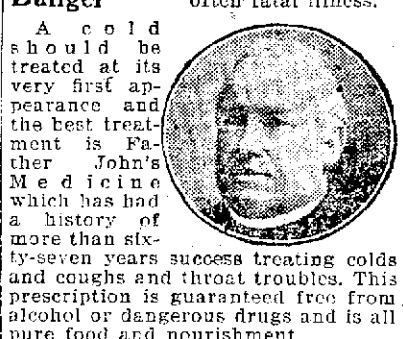 Danger
often fatal illness.
A cold
should be
treated at its
very first ap-
pearance and
the best treat-
ment is Fa-
ther John's
Medicine
which has had
a history of
more than six-
ty-seven years success treating colds
and coughs and throat troubles. This
prescription is guaranteed free from
alcohol or dangerous drugs and is all
pure food and nourishment